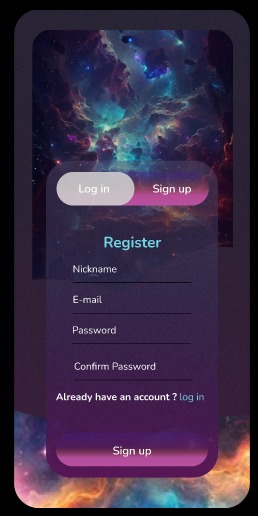 Log in Sign up
Register
Nickname
E-mail
Password
Confirm Password
Already have an account ? log in
Sign up